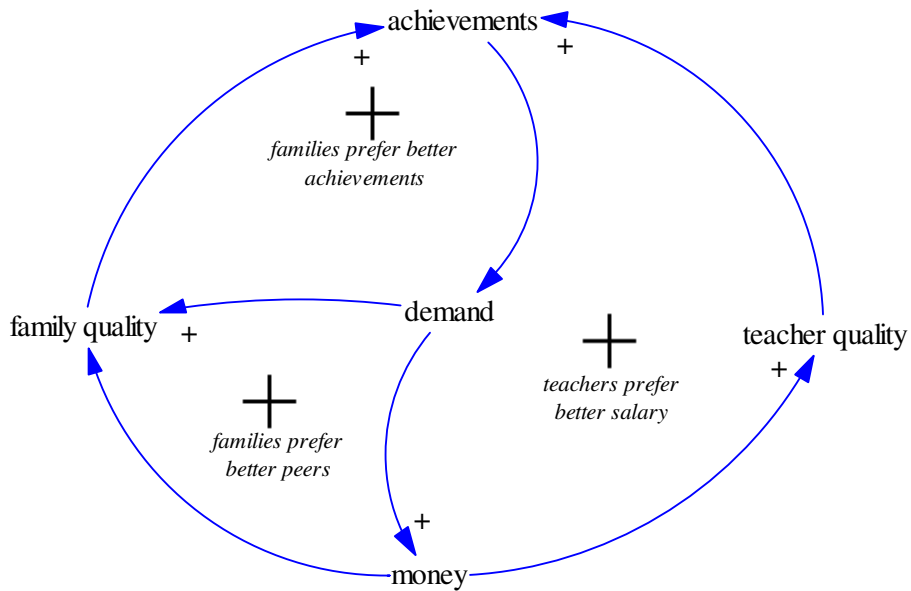 achievements
+
+
+
families prefer better
achievements
demand
family quality
+
+
teacher quality
+
teachers prefer
better salary
+
families prefer
better peers
+
money